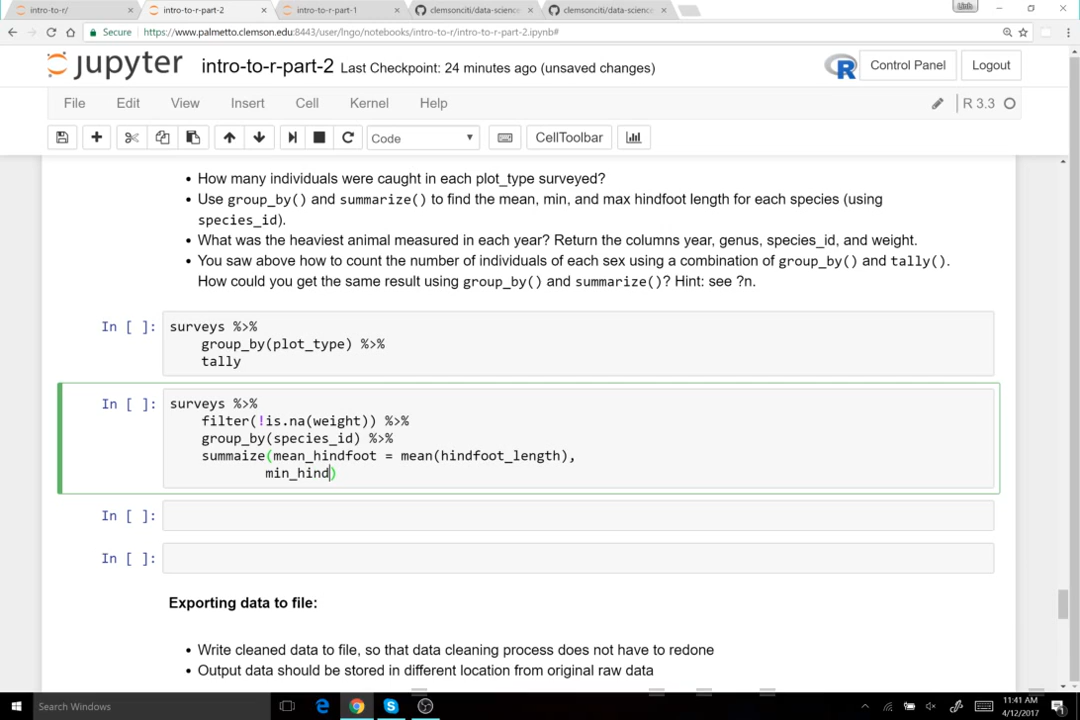 intro-to-r/
intro-to-r-part-2
intro-to-r-part-1
clemsonciti/data-science
clemsonciti/data-science
Secure
https://www.palmetto.clemson.edu:8443/user/lngo/notebooks/intro-to-r/intro-to-r-part-2.ipynb#
jupyter intro-to-r-part-2 Last Checkpoint: 24 minutes ago (unsaved changes)
R Control Panel Logout
File Edit View Insert Cell Kernel Help
R 3.3
Code CellToolbar
• How many individuals were caught in each plot_type surveyed?
• Use group_by() and summarize() to find the mean, min, and max hindfoot length for each species (using
species_id).
• What was the heaviest animal measured in each year? Return the columns year, genus, species_id, and weight.
• You saw above how to count the number of individuals of each sex using a combination of group_by() and tally().
How could you get the same result using group_by() and summarize()? Hint: see ?n.
In [ ]: surveys %>%
group_by(plot_type) %>%
tally
In [ ]: surveys %>%
filter(!is.na(weight)) %>%
group_by(species_id) %>%
summaize(mean_hindfoot = mean(hindfoot_length),
min_hind)
In [ ]:
In [ ]:
Exporting data to file:
• Write cleaned data to file, so that data cleaning process does not have to redone
• Output data should be stored in different location from original raw data
Search Windows
11:41 AM
4/12/2017